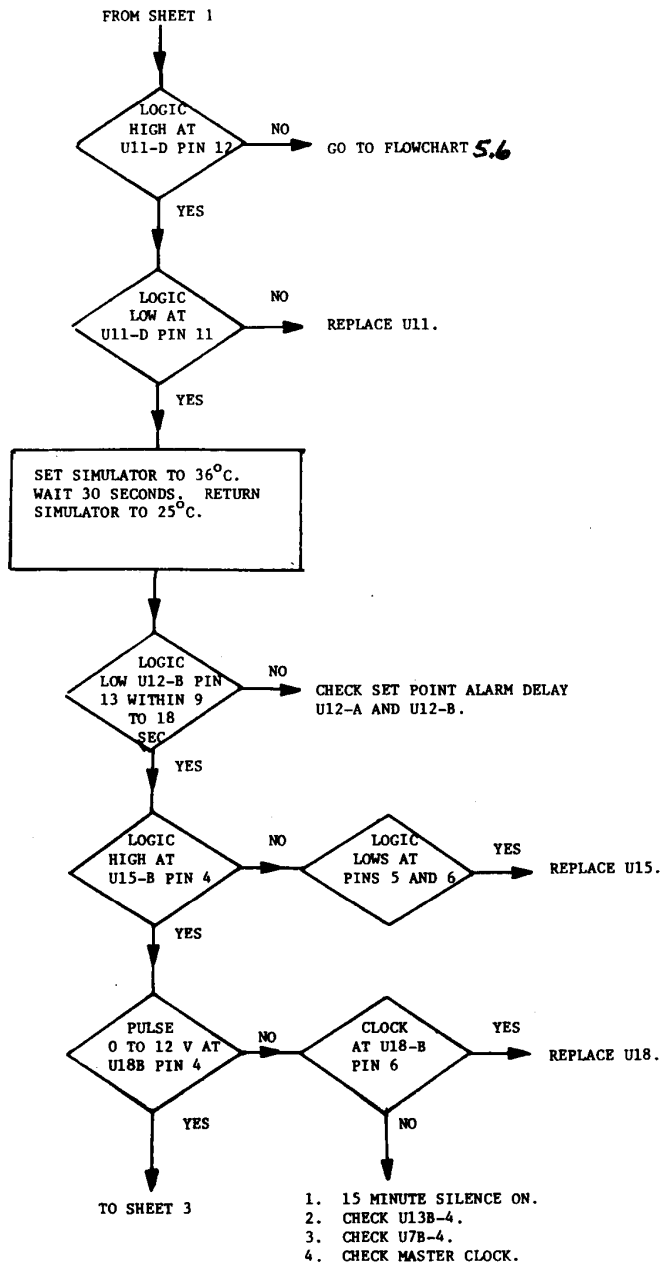 FROM SHEET 1
LOGIC
HIGH AT
U11-D PIN 12
NO
GO TO FLOWCHART 5.6
YES
LOGIC
LOW AT
U11-D PIN 11
NO
REPLACE U11.
YES
SET SIMULATOR TO 36°C.
WAIT 30 SECONDS. RETURN
SIMULATOR TO 25°C.
LOGIC
LOW U12-B PIN
13 WITHIN 9
TO 18
SEC
NO
CHECK SET POINT ALARM DELAY
U12-A AND U12-B.
YES
LOGIC
HIGH AT
U15-B PIN 4
NO
LOGIC
LOWS AT
PINS 5 AND 6
YES
REPLACE U15.
YES
PULSE
0 TO 12 V AT
U18B PIN 4
NO
CLOCK
AT U18-B
PIN 6
YES
REPLACE U18.
YES
NO
TO SHEET 3
1. 15 MINUTE SILENCE ON.
2. CHECK U13B-4.
3. CHECK U7B-4.
4. CHECK MASTER CLOCK.